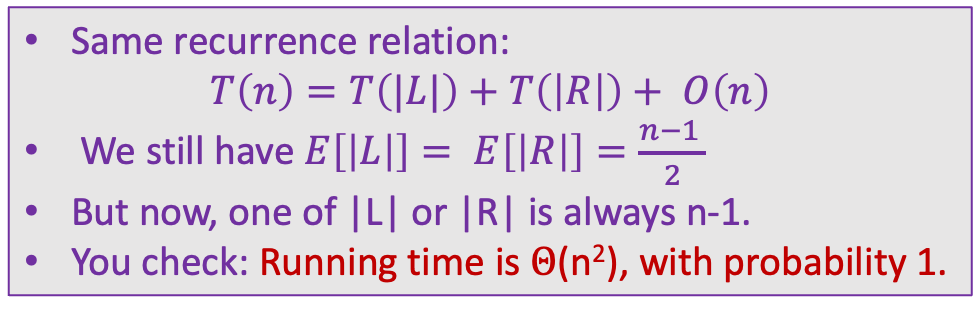 • Same recurrence relation:
T(n) = T(|L|) + T(|R|) + O(n)
• We still have E[|L|] = E[|R|] = \frac{n-1}{2}
• But now, one of |L| or |R| is always n-1.
• You check: Running time is Θ(n²), with probability 1.